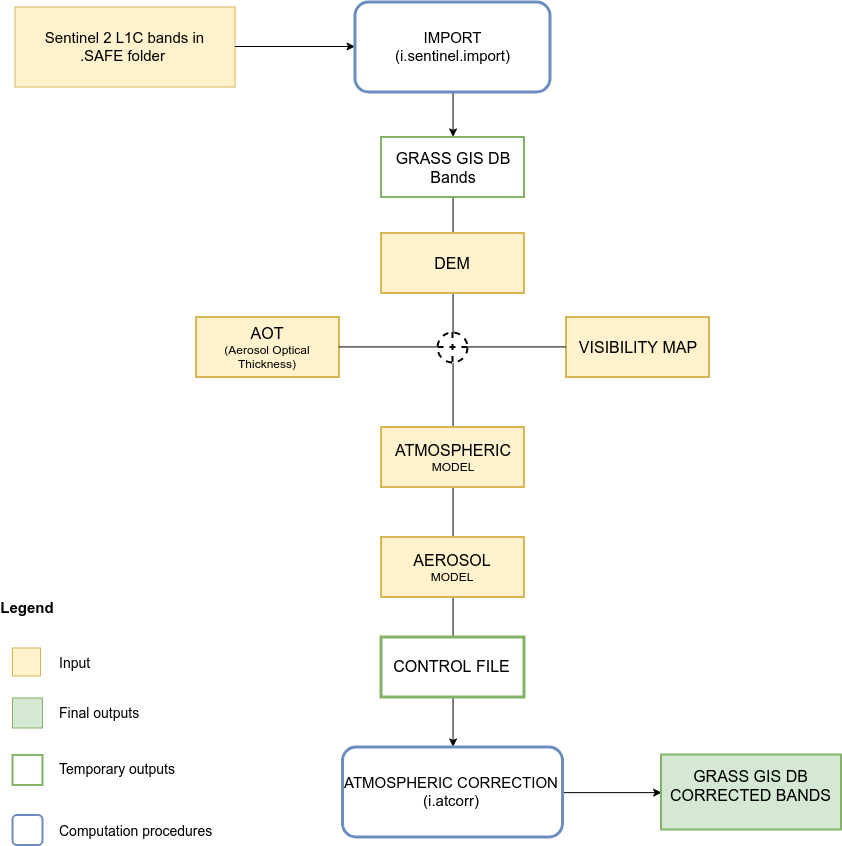 Sentinel 2 L1C bands in
.SAFE folder
IMPORT
(i.sentinel.import)
GRASS GIS DB
Bands
DEM
AOT
(Aerosol Optical
Thickness)
VISIBILITY MAP
ATMOSPHERIC
MODEL
AEROSOL
MODEL
CONTROL FILE
ATMOSPHERIC CORRECTION
(i.atcorr)
GRASS GIS DB
CORRECTED BANDS
Legend
Input
Final outputs
Temporary outputs
Computation procedures